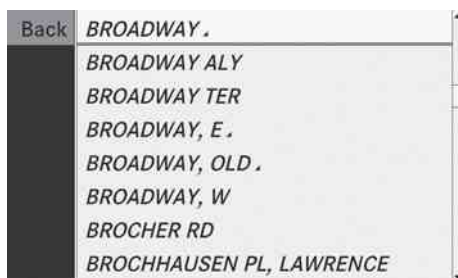 Back BROADWAY.
BROADWAY ALY
BROADWAY TER
BROADWAY, E.
BROADWAY, OLD.
BROADWAY, W
BROCHER RD
BROCHHAUSEN PL, LAWRENCE